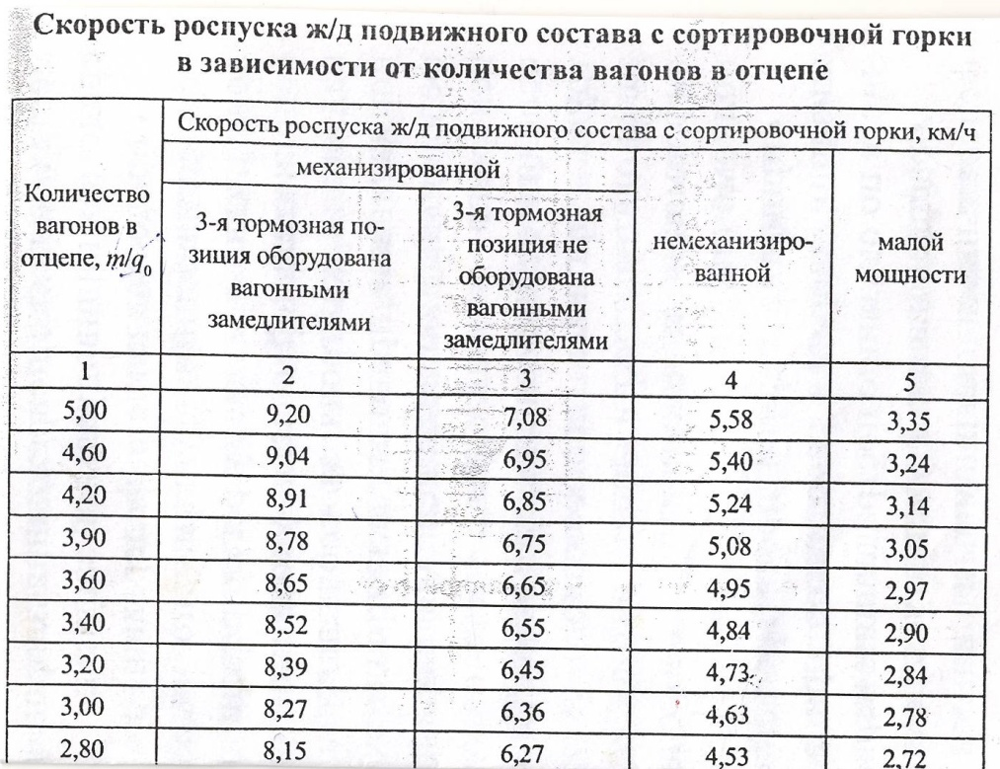 Скорость роспуска ж/д подвижного состава с сортировочной горки
в зависимости от количества вагонов в отцепе
Количество
вагонов в
отцепе, m/q₀
Скорость роспуска ж/д подвижного состава с сортировочной горки, км/ч
механизированной
3-я тормозная по-
зиция оборудована
вагонными
замедлителями
3-я тормозная
позиция не
оборудована
вагонными
замедлителями
немеханизиро-
ванной
малой
мощности
1 2 3 4 5
5,00 9,20 7,08 5,58 3,35
4,60 9,04 6,95 5,40 3,24
4,20 8,91 6,85 5,24 3,14
3,90 8,78 6,75 5,08 3,05
3,60 8,65 6,65 4,95 2,97
3,40 8,52 6,55 4,84 2,90
3,20 8,39 6,45 4,73 2,84
3,00 8,27 6,36 4,63 2,78
2,80 8,15 6,27 4,53 2,72